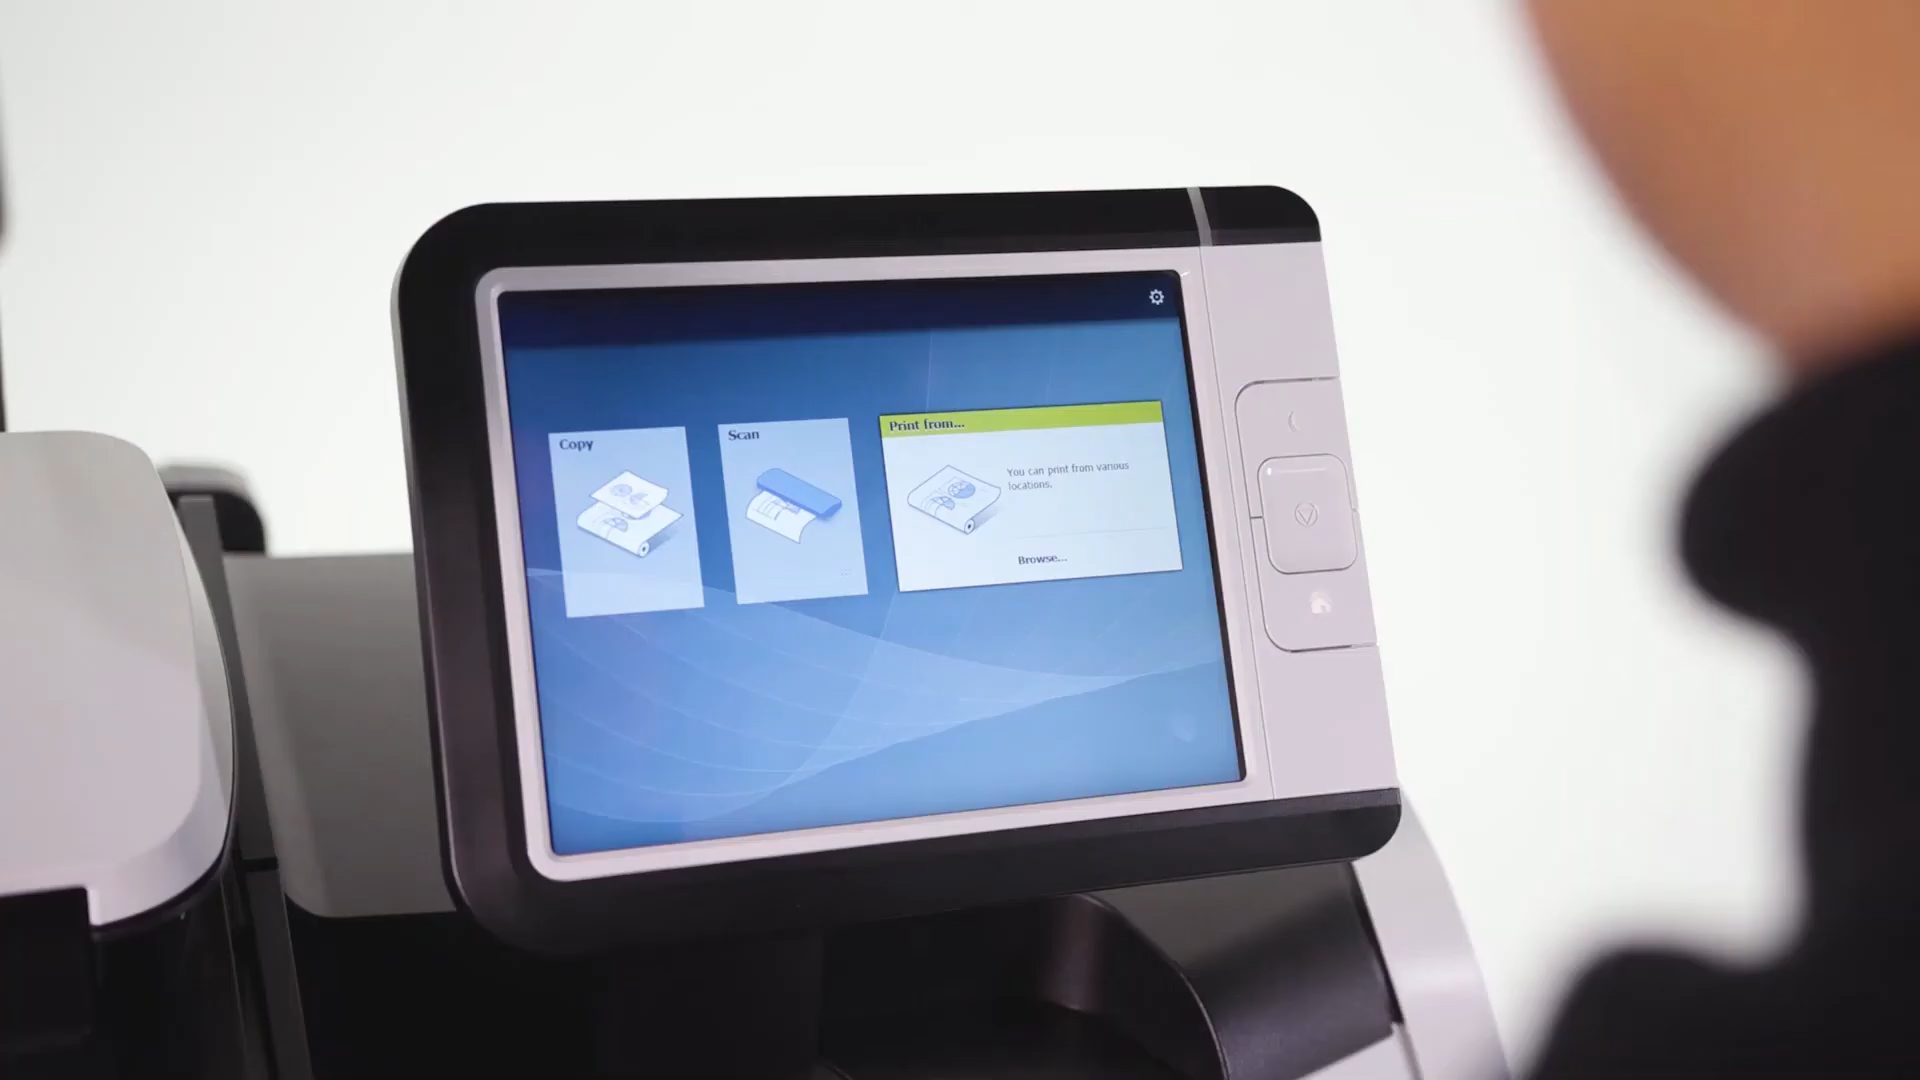 Copy
Scan
Print from...
You can print from various
locations.
Browse...